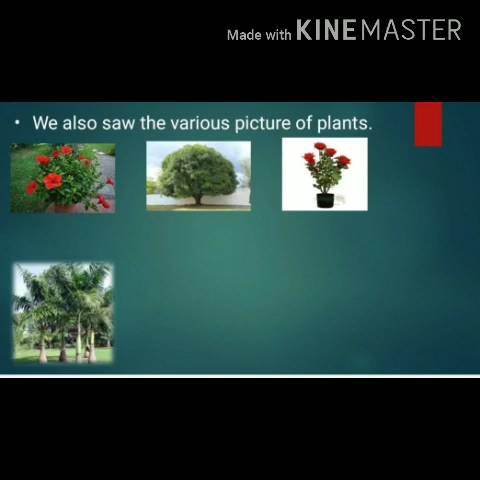 Made with KINEMASTER
• We also saw the various picture of plants.